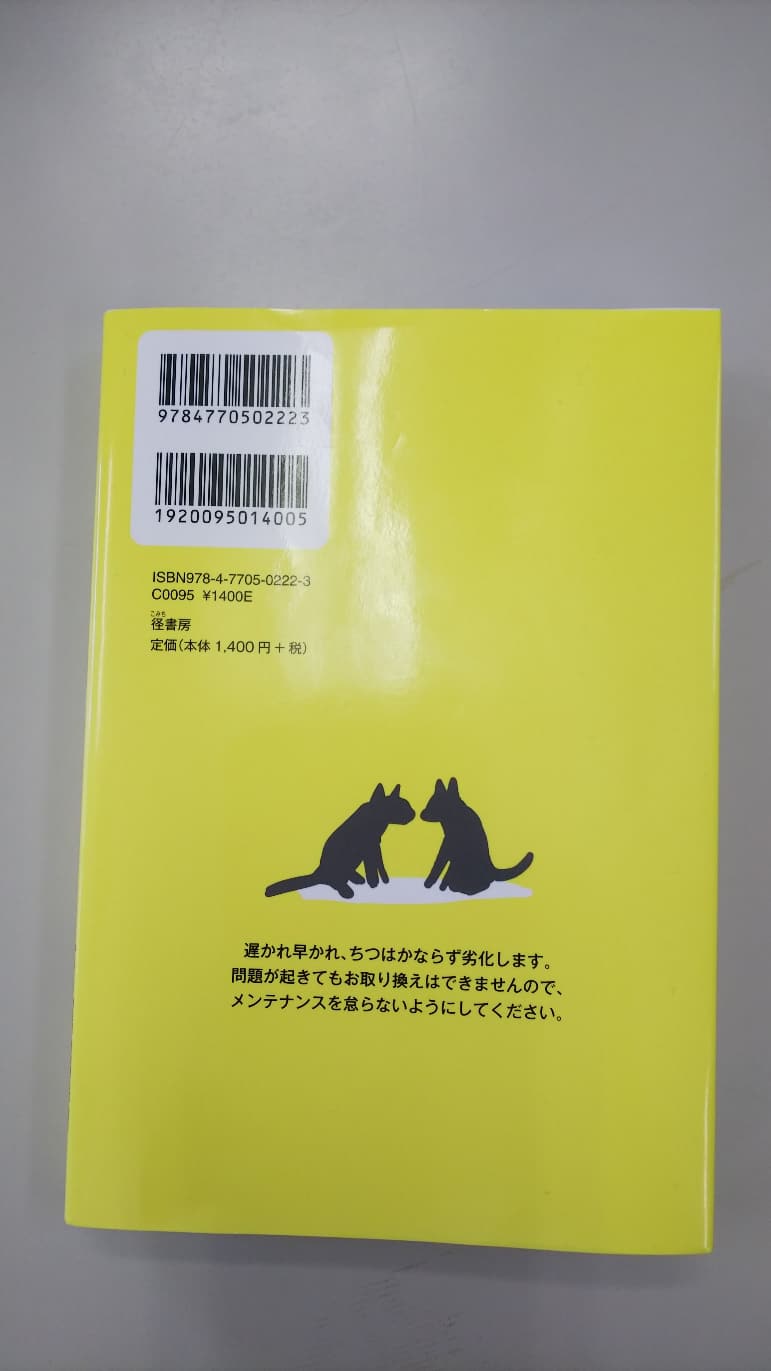 9784770502223
1920095014005
ISBN978-4-7705-0222-3
C0095 ¥1400E
こみち
径書房
定価(本体 1,400 円 + 税)
遅かれ早かれ、ちつはかならず劣化します。
問題が起きてもお取り換えはできませんので、
メンテナンスを怠らないようにしてください。